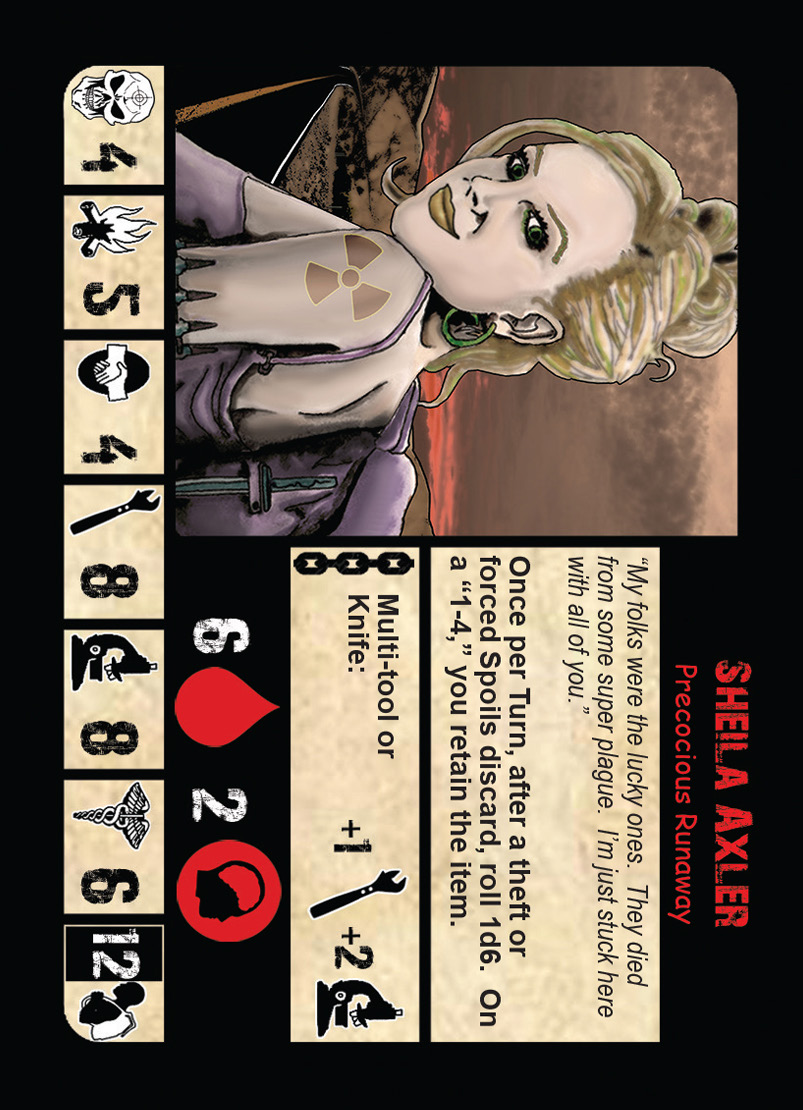 SHEILA AXLER
Precocious Runaway
“My folks were the lucky ones.  They died
from some super plague.  I’m just stuck here
with all of you.”
Once per Turn, after a theft or
forced Spoils discard, roll 1d6.  On
a “1-4,” you retain the item.
Multi-tool or
Knife:
+1 +2
6 2
4 5 4 8 8 6 12